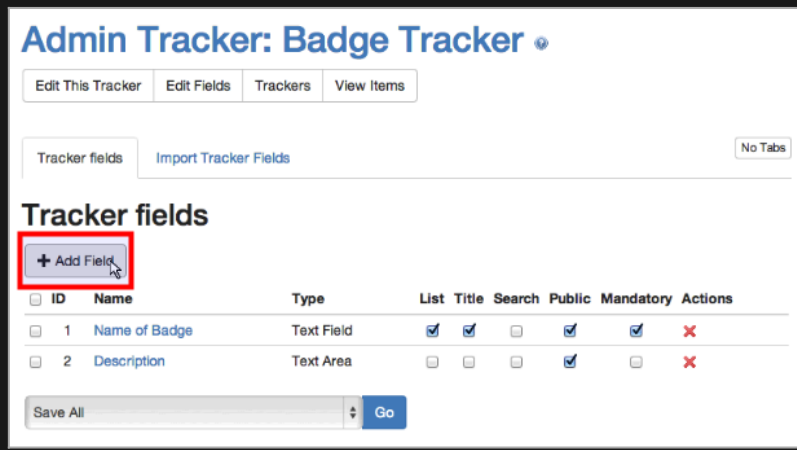 Admin Tracker: Badge Tracker
Edit This Tracker Edit Fields Trackers View Items
Tracker fields Import Tracker Fields No Tabs
Tracker fields
+ Add Field
ID Name Type List Title Search Public Mandatory Actions
1 Name of Badge Text Field
2 Description Text Area
Save All Go